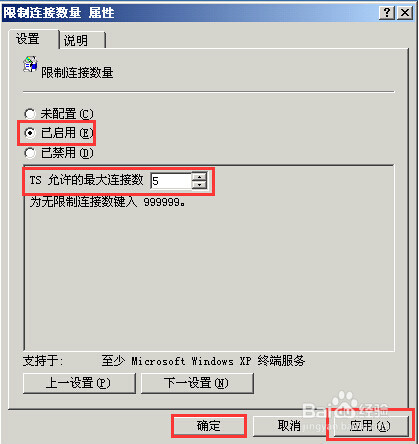 限制连接数量 属性
设置 说明
限制连接数量
未配置(C)
已启用(E)
已禁用(D)
TS 允许的最大连接数 5
为无限制连接数键入 999999。
支持于: 至少 Microsoft Windows XP 终端服务
上一设置(P) 下一设置(N)
确定 取消 应用(A)
Baidu 经验